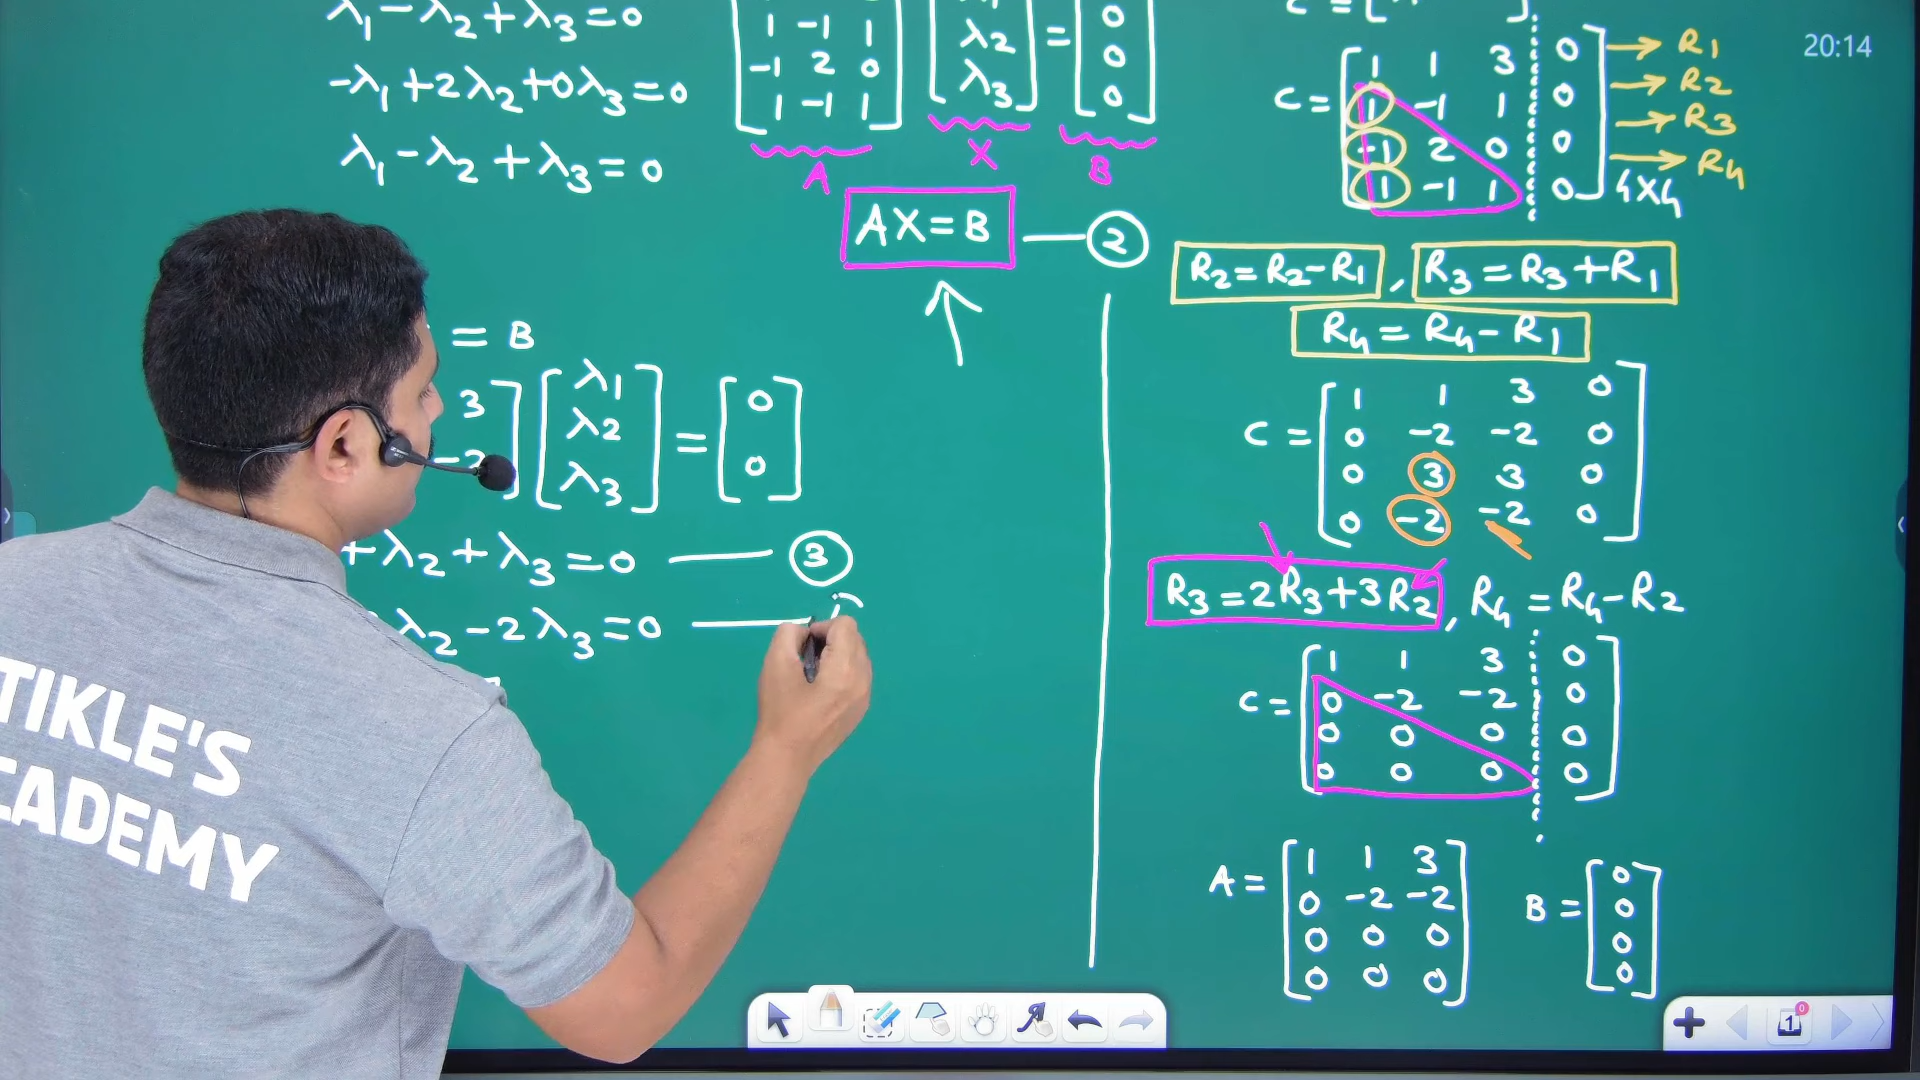 λ1-λ2+λ3=0
-λ1+2λ2+0λ3=0
λ1-λ2+λ3=0
1 -1 1
-1 2 0
1 -1 1
λ2
λ3
=
0
0
0
A X B
AX=B — 2
= B
3
λ1
λ2
λ3
=
0
0
+λ2+λ3=0 — 3
λ2-2λ3=0 —
TIKLE'S
CADEMY
C = [
C =
1 1 3 0 → R1
1 -1 1 0 → R2
-1 2 0 0 → R3
1 -1 1 0 → R4
4X4
R2=R2-R1 , R3=R3+R1
R4=R4-R1
C =
1 1 3 0
0 -2 -2 0
0 3 3 0
0 -2 -2 0
R3=2R3+3R2 , R4=R4-R2
C =
1 1 3 0
0 -2 -2 0
0 0 0 0
0 0 0 0
A =
1 1 3
0 -2 -2
0 0 0
0 0 0
B =
0
0
0
0
20:14
1
0